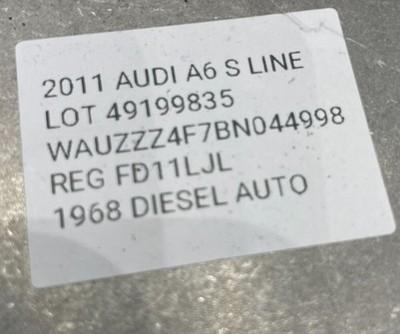 2011 AUDI A6 S LINE
LOT 49199835
WAUZZZ4F7BN044998
REG FD11LJL
1968 DIESEL AUTO